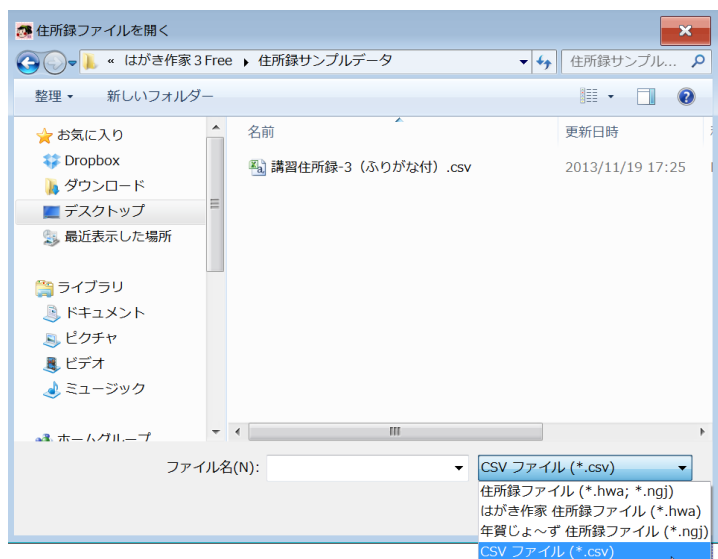 住所録ファイルを開く
« はがき作家３Free ▸ 住所録サンプルデータ
住所録サンプル...
整理
新しいフォルダー
お気に入り
Dropbox
ダウンロード
デスクトップ
最近表示した場所
ライブラリ
ドキュメント
ピクチャ
ビデオ
ミュージック
ホームグループ
名前
更新日時
講習住所録-3（ふりがな付）.csv
2013/11/19 17:25
ファイル名(N):
CSV ファイル (*.csv)
住所録ファイル (*.hwa; *.ngj)
はがき作家 住所録ファイル (*.hwa)
年賀じょ～ず 住所録ファイル (*.ngj)
CSV ファイル (*.csv)